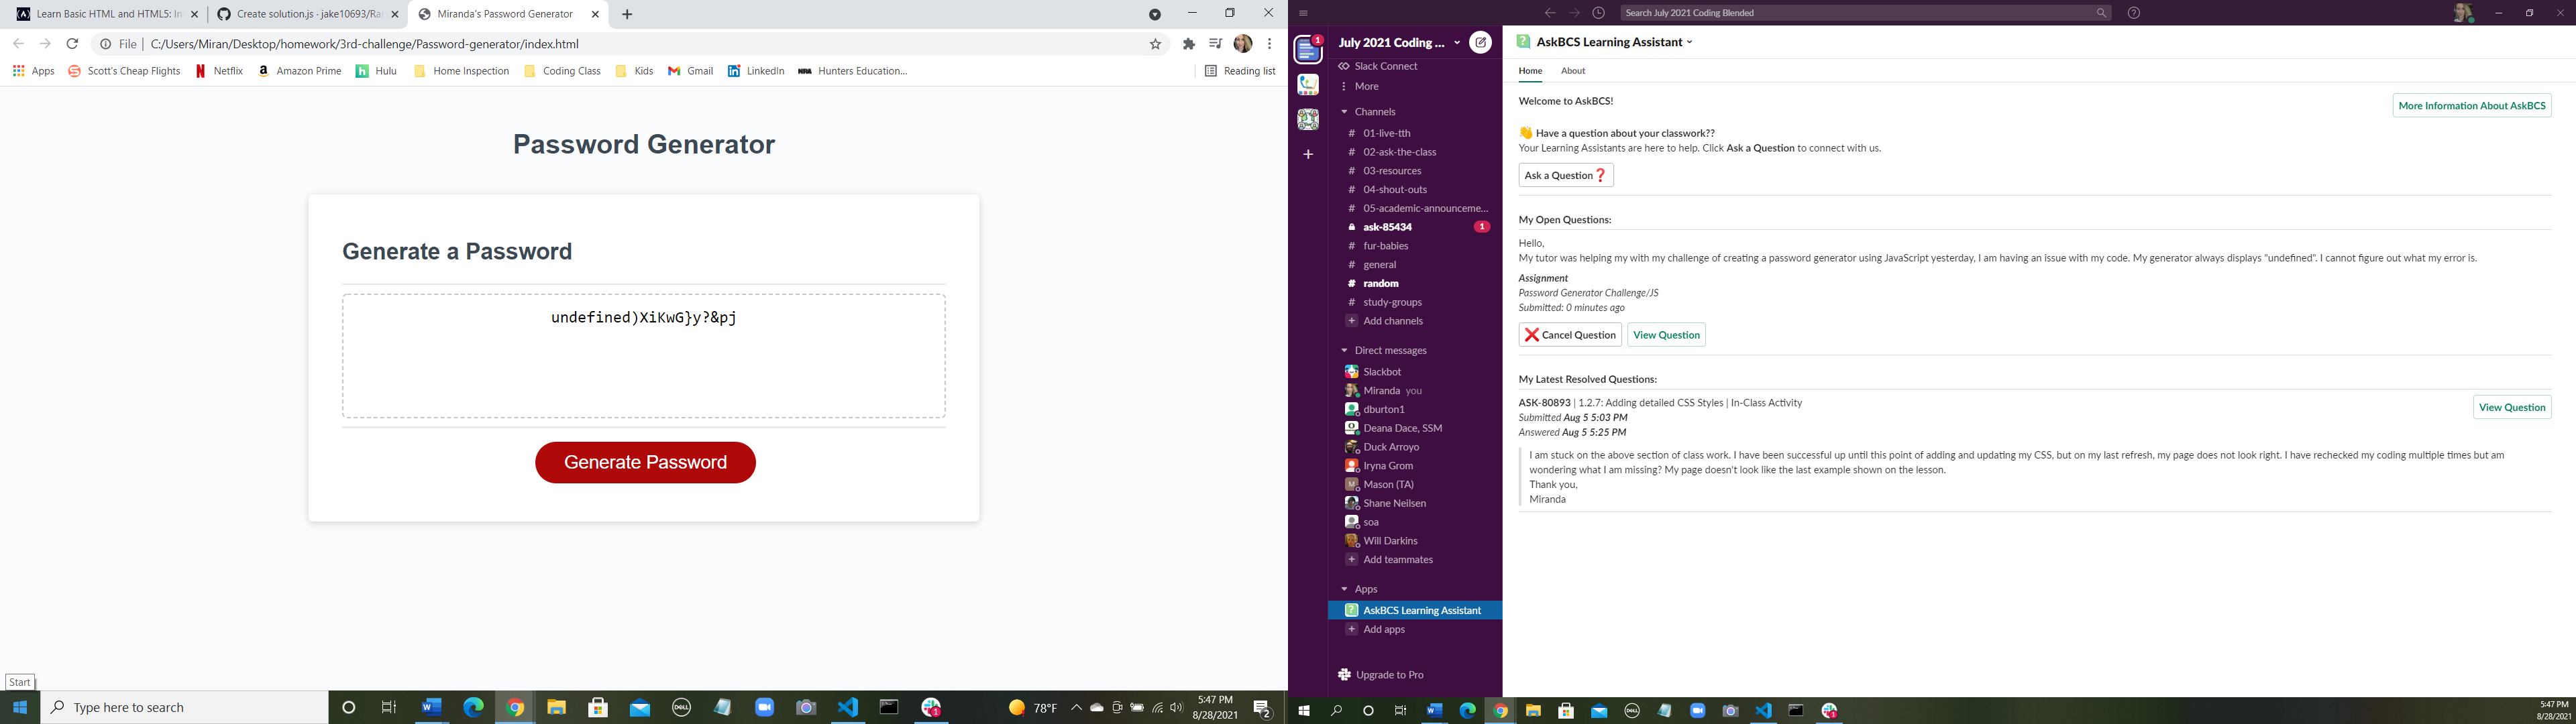 Learn Basic HTML and HTML5: In
Create solution.js · jake10693/Ra
Miranda's Password Generator
File
C:/Users/Miran/Desktop/homework/3rd-challenge/Password-generator/index.html
Apps
Scott's Cheap Flights
Netflix
Amazon Prime
Hulu
Home Inspection
Coding Class
Kids
Gmail
LinkedIn
Hunters Education...
Reading list
Password Generator
Generate a Password
undefined)XiKwG}y?&pj
Generate Password
Start
Type here to search
78°F
5:47 PM
8/28/2021
2
Search July 2021 Coding Blended
1
July 2021 Coding ...
Slack Connect
More
Channels
# 01-live-tth
# 02-ask-the-class
# 03-resources
# 04-shout-outs
# 05-academic-announceme...
ask-85434 1
# fur-babies
# general
# random
# study-groups
+ Add channels
Direct messages
Slackbot
Miranda you
dburton1
Deana Dace, SSM
Duck Arroyo
Iryna Grom
M Mason (TA)
Shane Neilsen
soa
Will Darkins
+ Add teammates
Apps
AskBCS Learning Assistant
+ Add apps
Upgrade to Pro
AskBCS Learning Assistant
Home About
Welcome to AskBCS!
More Information About AskBCS
👋 Have a question about your classwork??
Your Learning Assistants are here to help. Click Ask a Question to connect with us.
Ask a Question❓
My Open Questions:
Hello,
My tutor was helping my with my challenge of creating a password generator using JavaScript yesterday, I am having an issue with my code. My generator always displays "undefined". I cannot figure out what my error is.
Assignment
Password Generator Challenge/JS
Submitted: 0 minutes ago
❌ Cancel Question
View Question
My Latest Resolved Questions:
ASK-80893 | 1.2.7: Adding detailed CSS Styles | In-Class Activity
View Question
Submitted Aug 5 5:03 PM
Answered Aug 5 5:25 PM
I am stuck on the above section of class work. I have been successful up until this point of adding and updating my CSS, but on my last refresh, my page does not look right. I have rechecked my coding multiple times but am
wondering what I am missing? My page doesn't look like the last example shown on the lesson.
Thank you,
Miranda
5:47 PM
8/28/2021